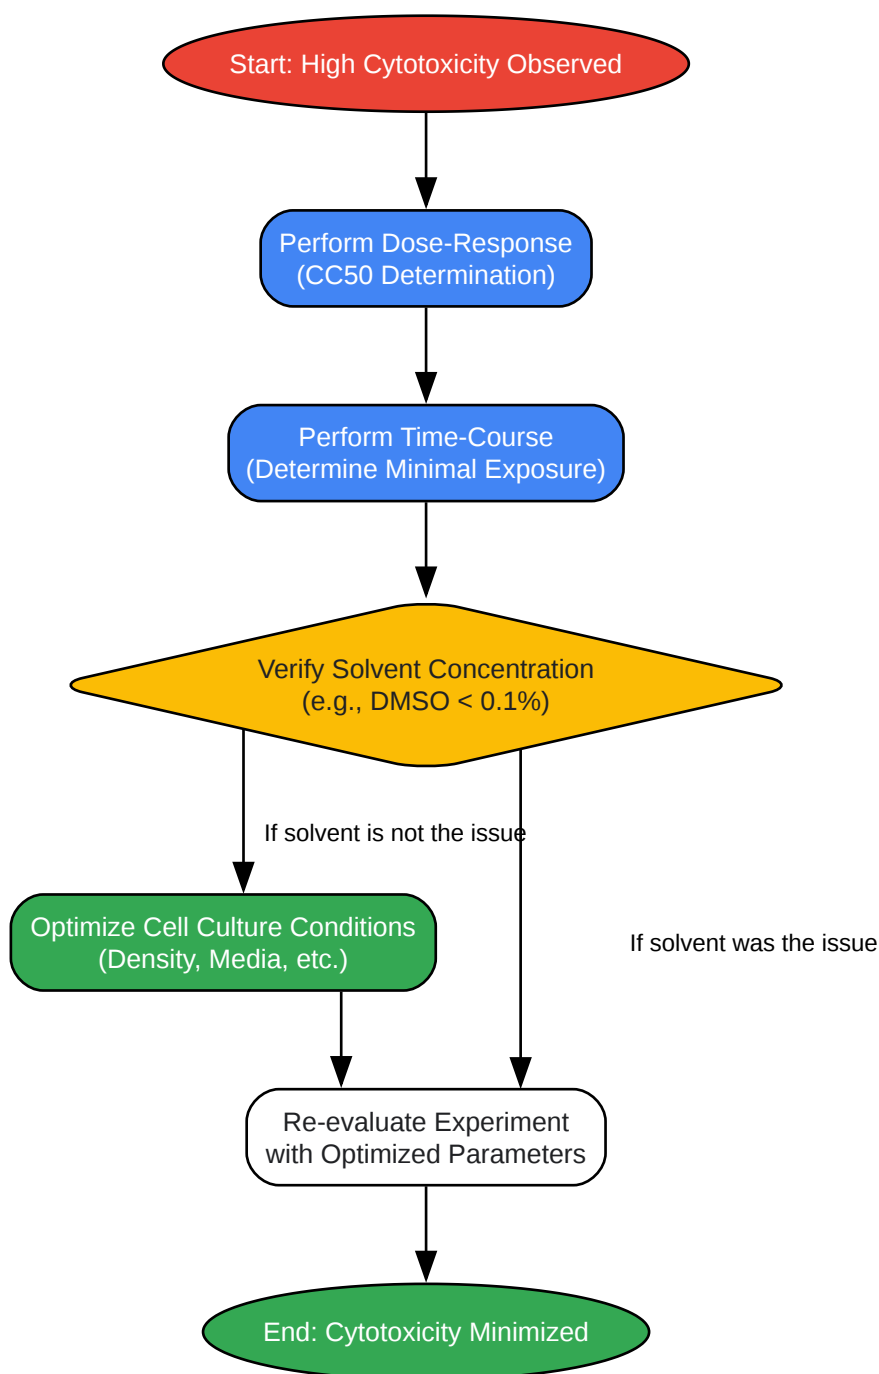 Start: High Cytotoxicity Observed
Perform Dose-Response
(CC50 Determination)
Perform Time-Course
(Determine Minimal Exposure)
Verify Solvent Concentration
(e.g., DMSO < 0.1%)
If solvent is not the issue
Optimize Cell Culture Conditions
(Density, Media, etc.)
If solvent was the issue
Re-evaluate Experiment
with Optimized Parameters
End: Cytotoxicity Minimized